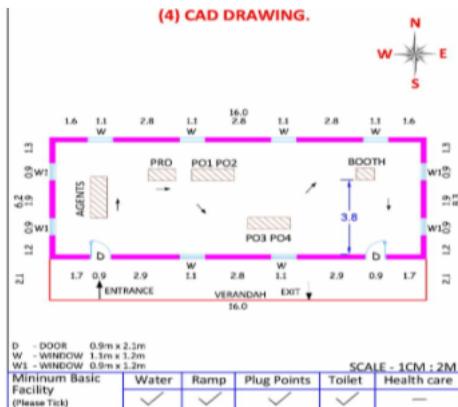 (4) CAD DRAWING.
N
W E
S
16.0
1.6 1.1 2.8 1.1 2.8 1.1 2.8 1.1 1.6
W W W W
1.3 1.3
PRO PO1 PO2 BOOTH
W1 0.9 0.9 W1
AGENTS
6.2 1.9 1.9
3.8
W1 0.9 0.9 W1
PO3 PO4
1.2 1.2
D W W D
1.7 0.9 2.9 1.1 2.8 1.1 2.9 0.9 1.7
2.1 ENTRANCE VERANDAH EXIT 2.1
16.0
D - DOOR 0.9m x 2.1m
W - WINDOW 1.1m x 1.2m
W1 - WINDOW 0.9m x 1.2m
SCALE - 1CM : 2M
Mininum Basic Facility (Please Tick) Water Ramp Plug Points Toilet Health care